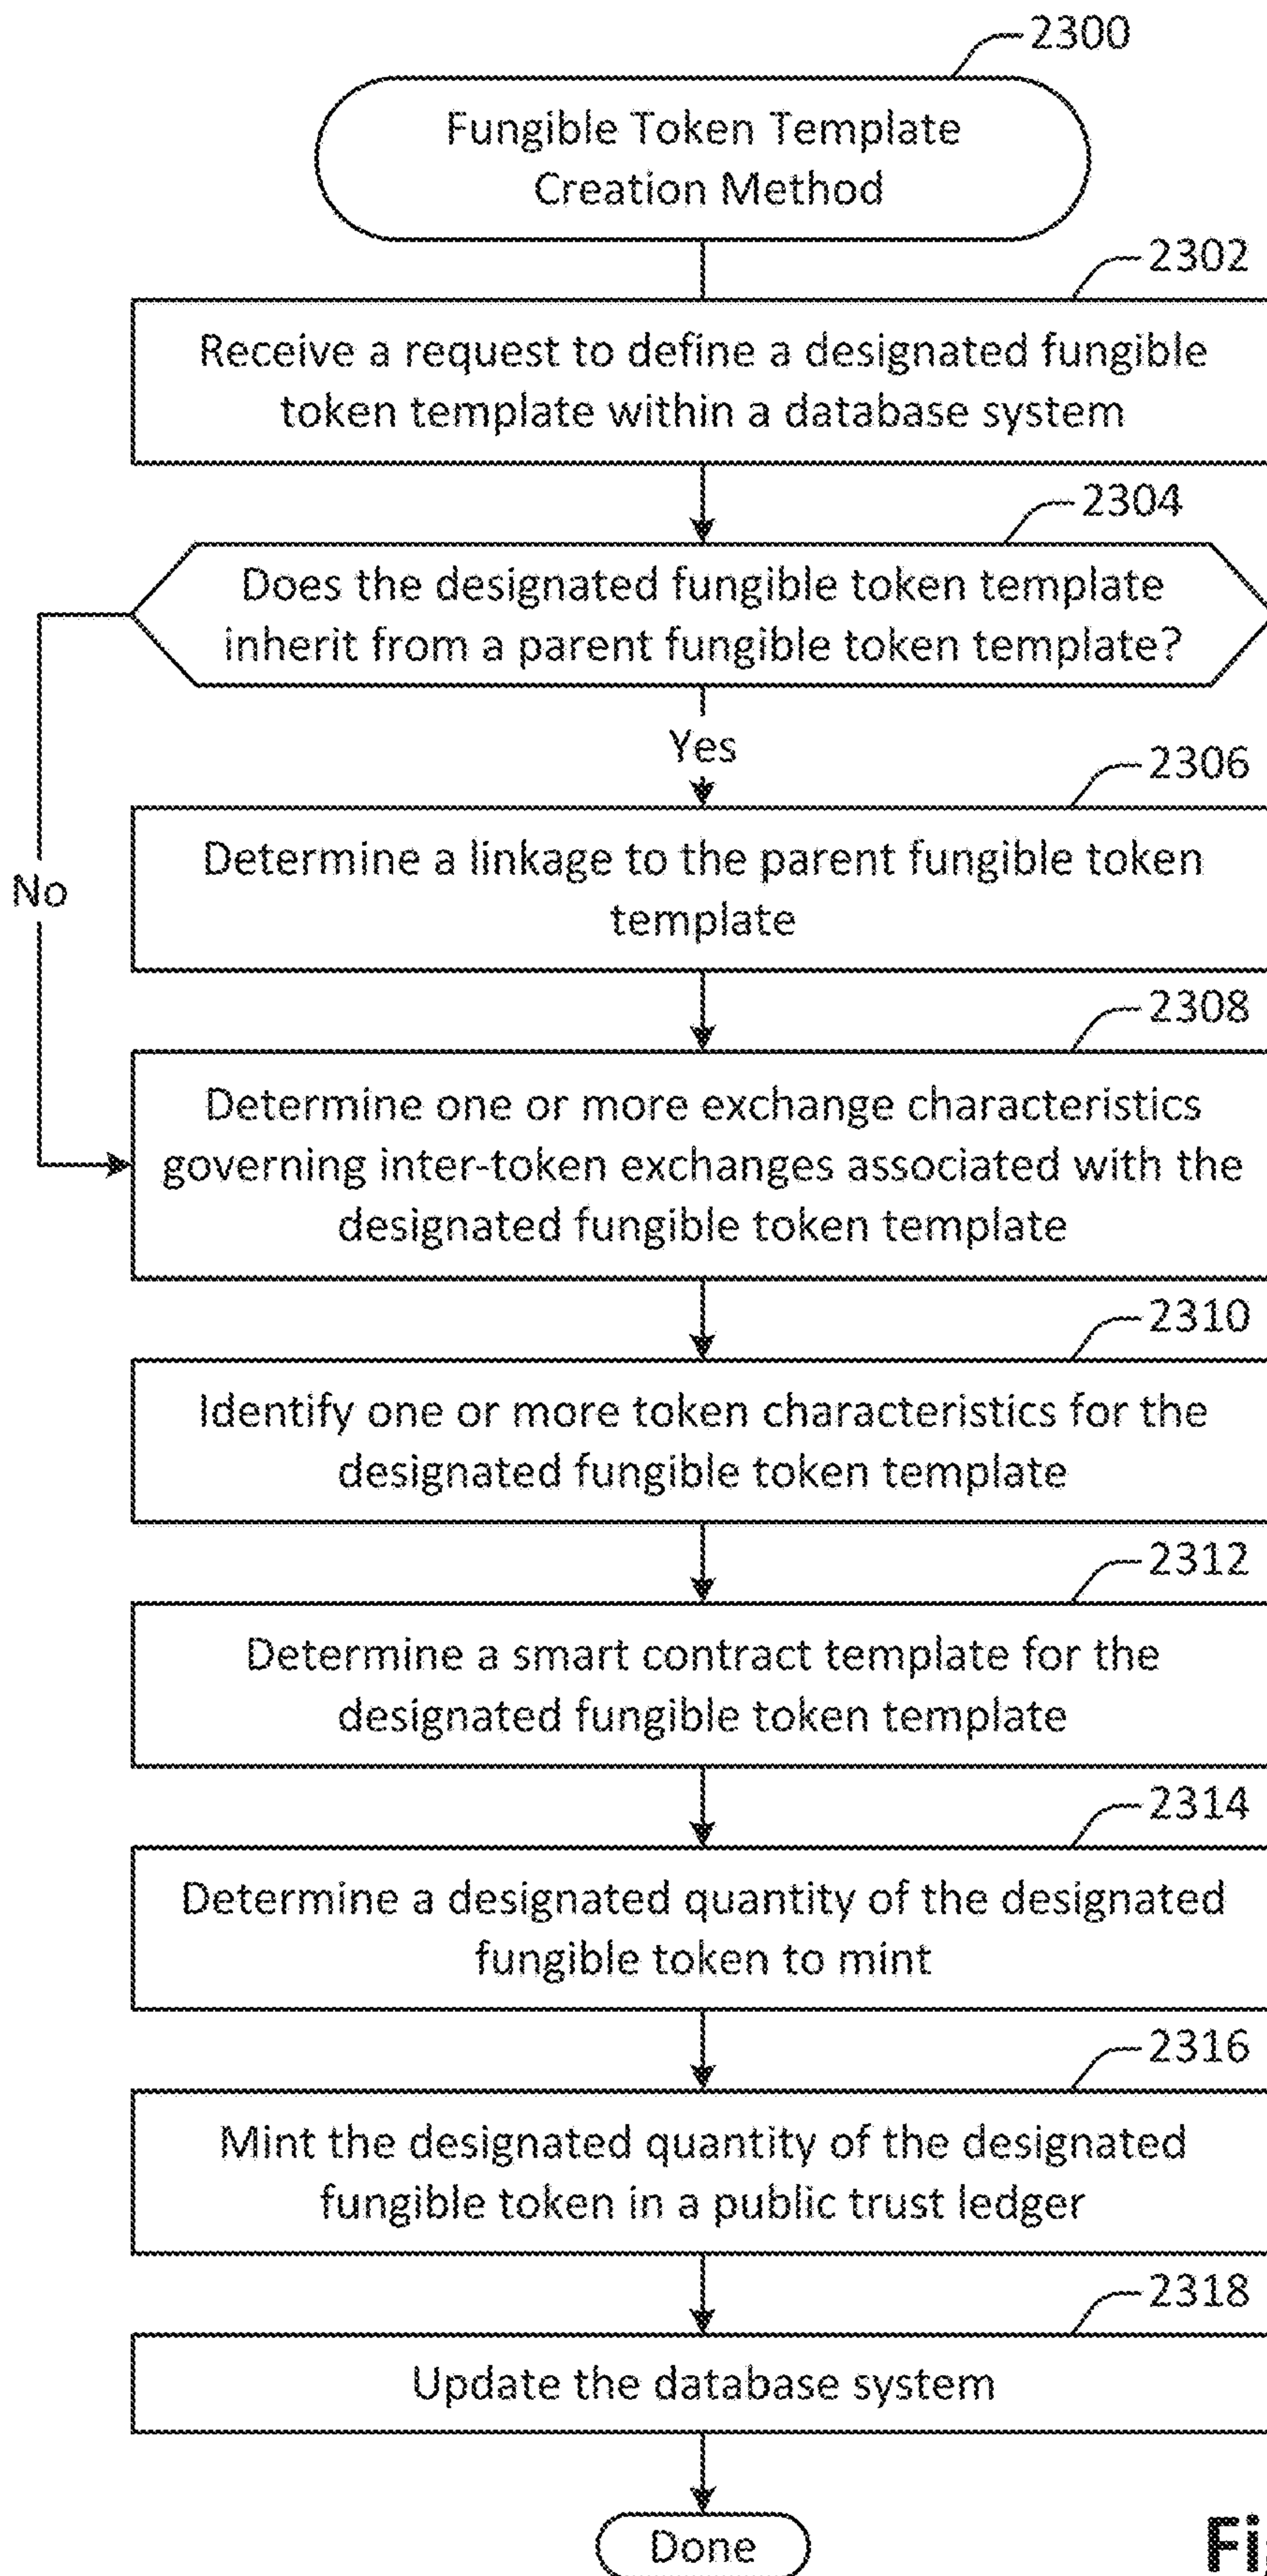 2300
Fungible Token Template
Creation Method
2302
Receive a request to define a designated fungible
token template within a database system
2304
Does the designated fungible token template
inherit from a parent fungible token template?
Yes
2306
Determine a linkage to the parent fungible token
template
No
2308
Determine one or more exchange characteristics
governing inter-token exchanges associated with the
designated fungible token template
2310
Identify one or more token characteristics for the
designated fungible token template
2312
Determine a smart contract template for the
designated fungible token template
2314
Determine a designated quantity of the designated
fungible token to mint
2316
Mint the designated quantity of the designated
fungible token in a public trust ledger
2318
Update the database system
Done